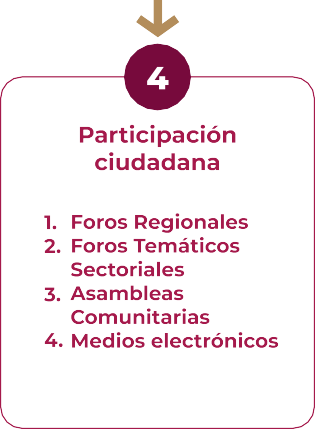 4
Participación
ciudadana
1. Foros Regionales
2. Foros Temáticos
Sectoriales
3. Asambleas
Comunitarias
4. Medios electrónicos